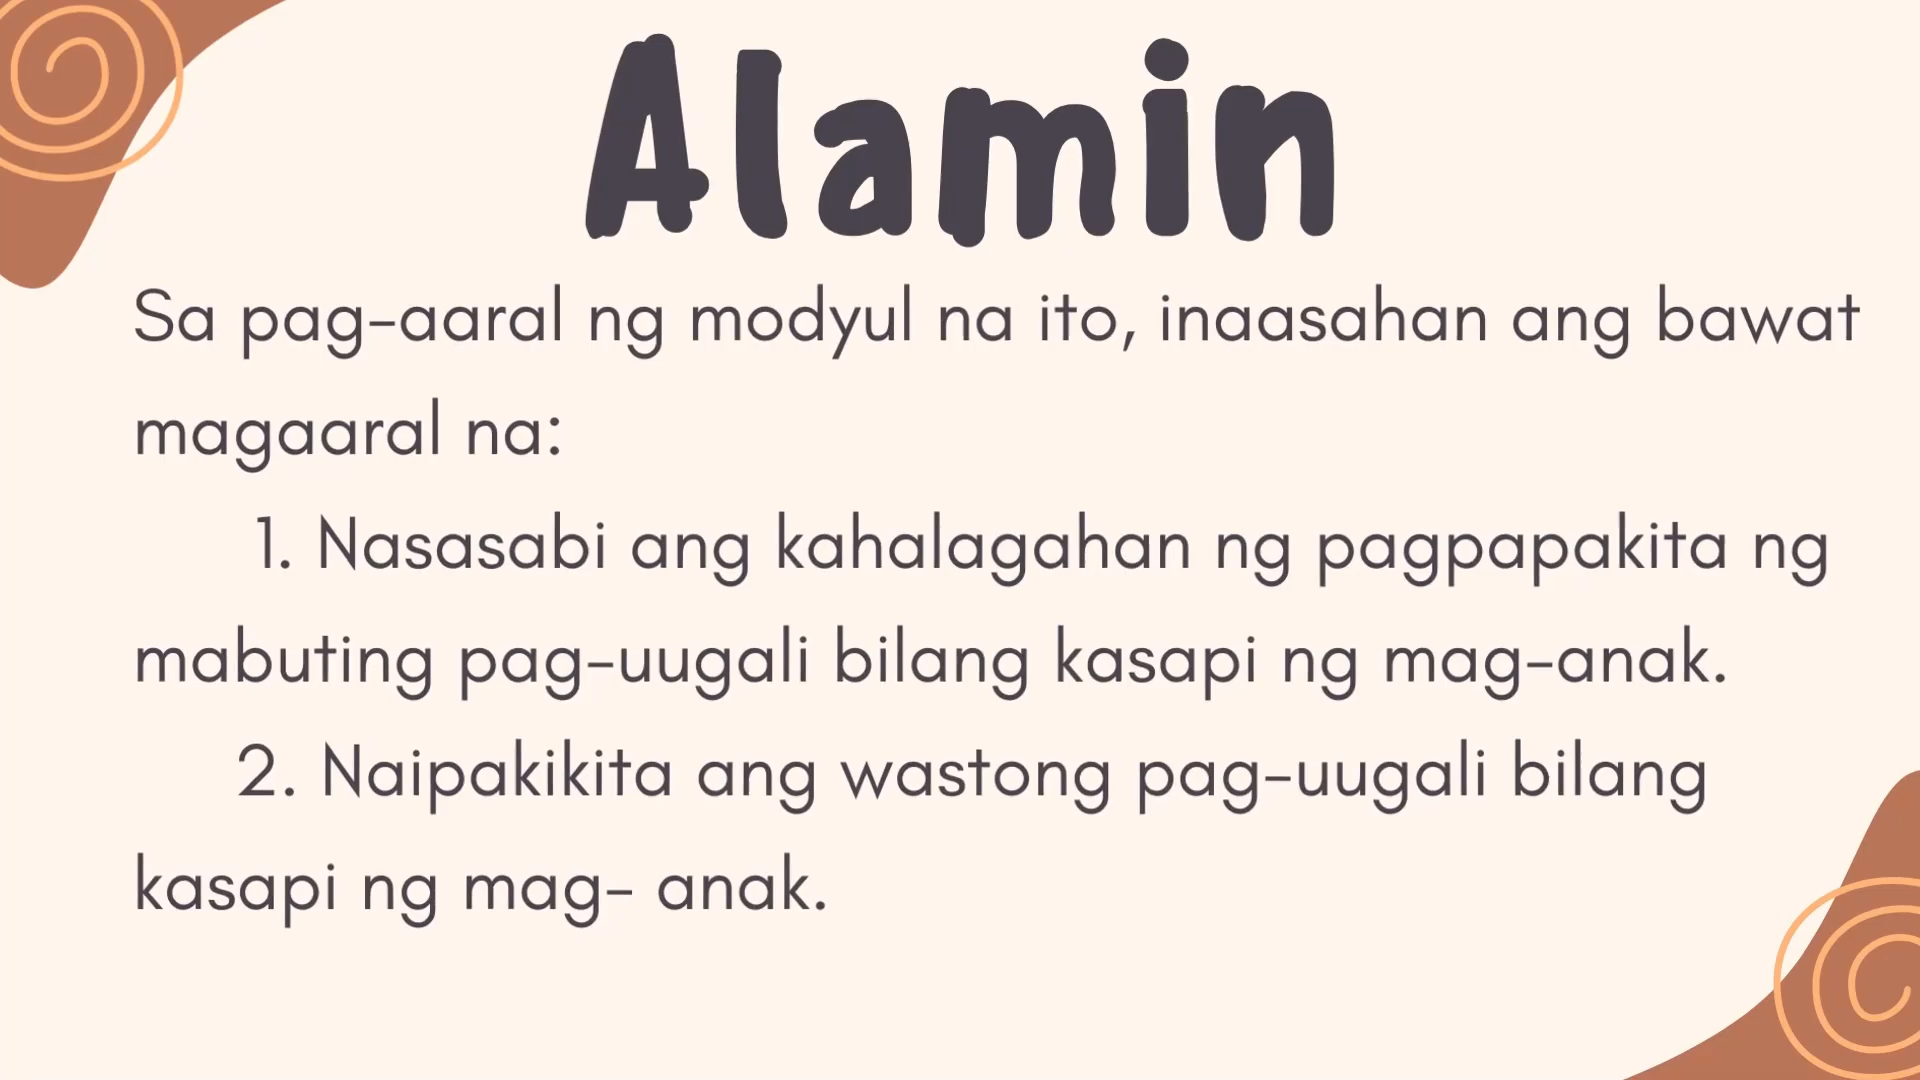 Alamin
Sa pag-aaral ng modyul na ito, inaasahan ang bawat
magaaral na:
1. Nasasabi ang kahalagahan ng pagpapakita ng
mabuting pag-uugali bilang kasapi ng mag-anak.
2. Naipakikita ang wastong pag-uugali bilang
kasapi ng mag- anak.